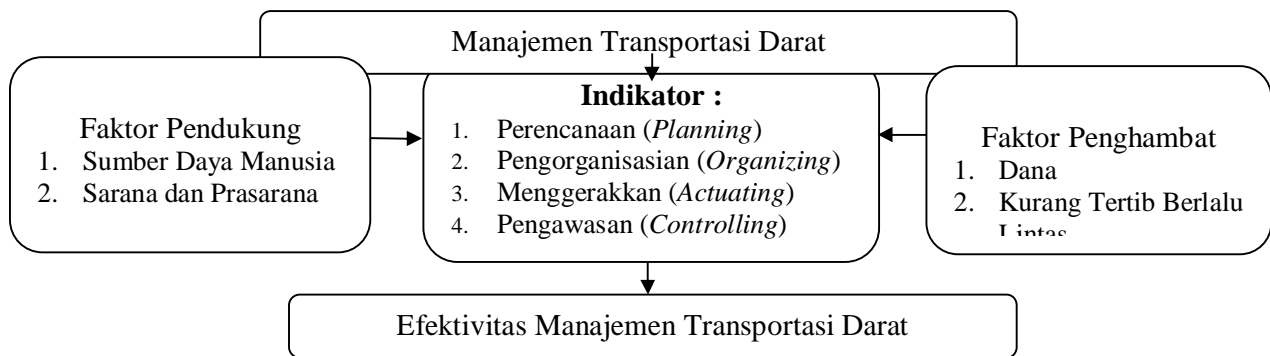 Manajemen Transportasi Darat
Faktor Pendukung
1. Sumber Daya Manusia
2. Sarana dan Prasarana
Indikator :
1. Perencanaan (Planning)
2. Pengorganisasian (Organizing)
3. Menggerakkan (Actuating)
4. Pengawasan (Controlling)
Faktor Penghambat
1. Dana
2. Kurang Tertib Berlalu
Lintas
Efektivitas Manajemen Transportasi Darat